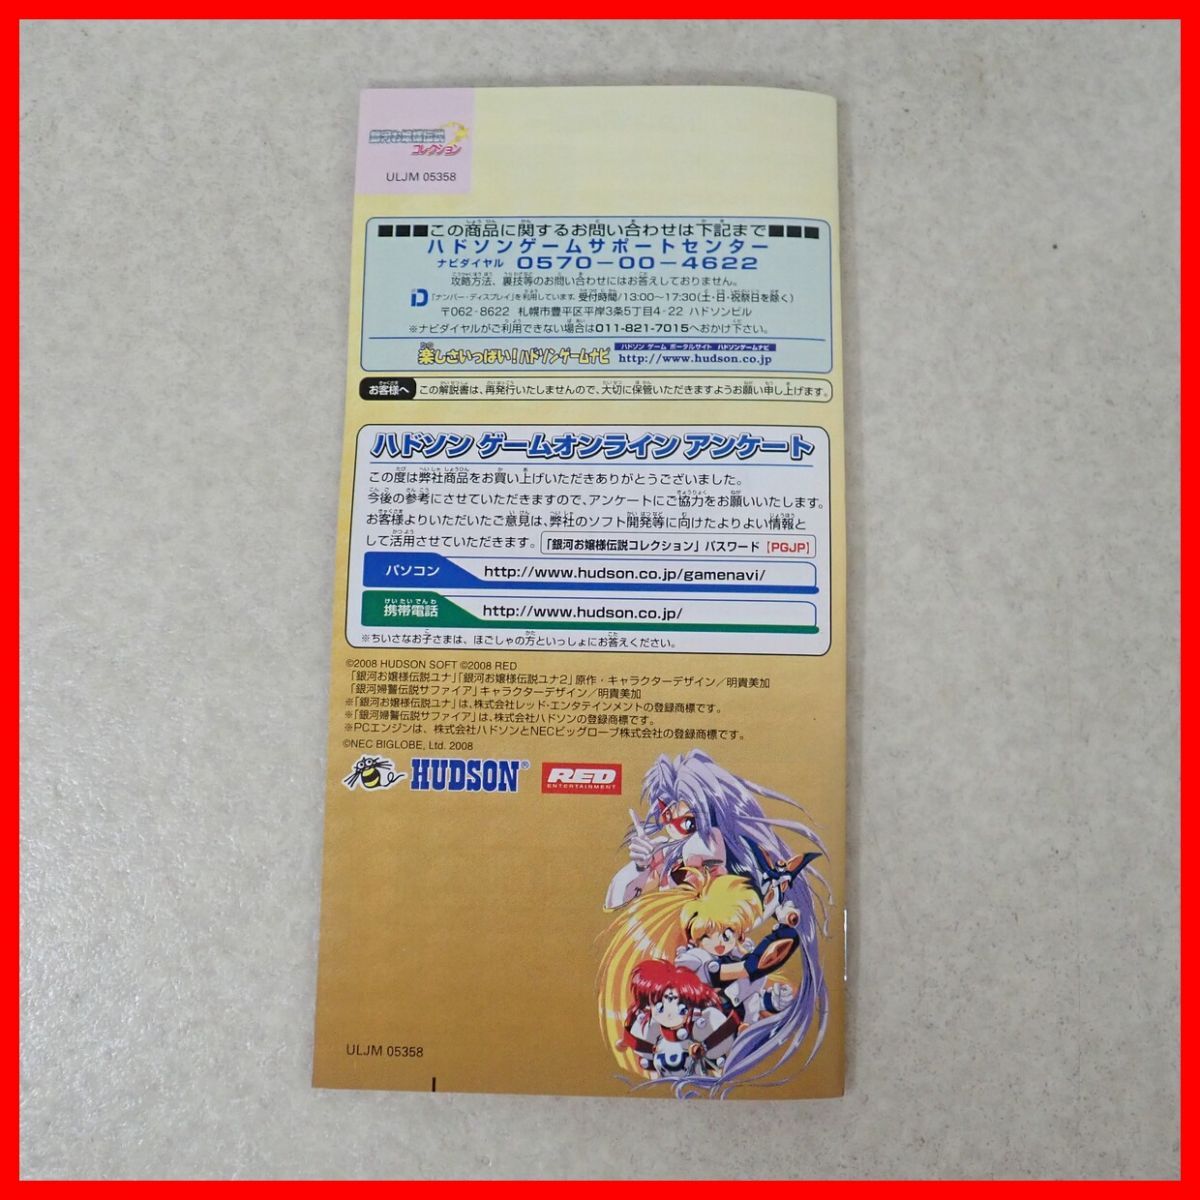 銀河お嬢様伝説
コレクション
ULJM 05358
■■■この商品に関するお問い合わせは下記まで■■■
ハドソンゲームサポートセンター
ナビダイヤル 0570-00-4622
攻略方法、裏技等のお問い合わせにはお答えしておりません。
「ナンバー・ディスプレイ」を利用しています。受付時間/13:00〜17:30(土・日・祝祭日を除く)
〒062-8622 札幌市豊平区平岸3条5丁目4-22 ハドソンビル
※ナビダイヤルがご利用できない場合は011-821-7015へおかけ下さい。
楽しさいっぱい!ハドソンゲームナビ ハドソン ゲーム ポータルサイト ハドソンゲームナビ
http://www.hudson.co.jp
お客様へ この解説書は、再発行いたしませんので、大切に保管いただきますようお願い申し上げます。
ハドソン ゲームオンライン アンケート
この度は弊社商品をお買い上げいただきありがとうございました。
今後の参考にさせていただきますので、アンケートにご協力をお願いいたします。
お客様よりいただいたご意見は、弊社のソフト開発等に向けたよりよい情報と
して活用させていただきます。 「銀河お嬢様伝説コレクション」パスワード【PGJP】
パソコン http://www.hudson.co.jp/gamenavi/
携帯電話 http://www.hudson.co.jp/
※ちいさなお子さまは、ほごしゃの方といっしょにお答えください。
©2008 HUDSON SOFT ©2008 RED
「銀河お嬢様伝説ユナ」「銀河お嬢様伝説ユナ2」原作・キャラクターデザイン／明貴美加
「銀河婦警伝説サファイア」キャラクターデザイン／明貴美加
※「銀河お嬢様伝説ユナ」は、株式会社レッド・エンタテインメントの登録商標です。
※「銀河婦警伝説サファイア」は、株式会社ハドソンの登録商標です。
※PCエンジンは、株式会社ハドソンとNECビッグローブ株式会社の登録商標です。
©NEC BIGLOBE, Ltd. 2008
HUDSON® RED
ENTERTAINMENT
ULJM 05358